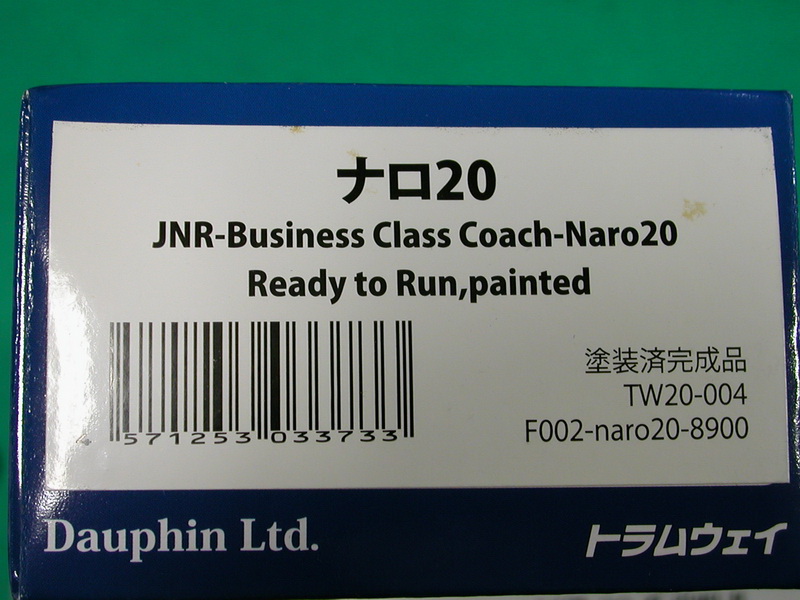 ナロ20
JNR-Business Class Coach-Naro20
Ready to Run,painted
塗装済完成品
TW20-004
F002-naro20-8900
4 571253 033733
Dauphin Ltd.
トラムウェイ